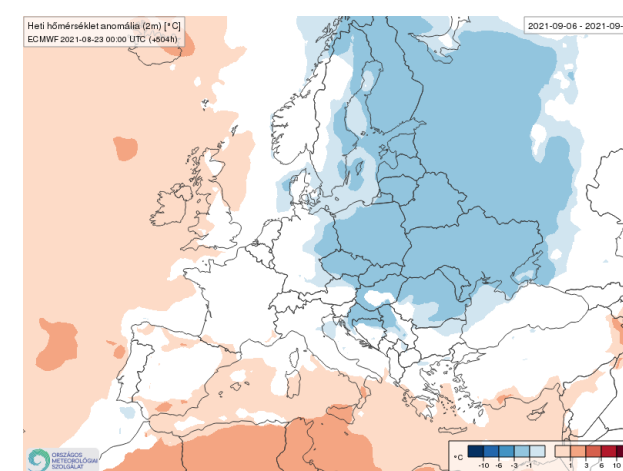 Heti hőmérséklet anomália (2m) [°C]
ECMWF 2021-08-23 00:00 UTC (+504h)
2021-09-06 - 2021-09-
ORSZÁGOS
METEOROLÓGIAI
SZOLGÁLAT
°C
-10 -6 -3 -1 1 3 6 10